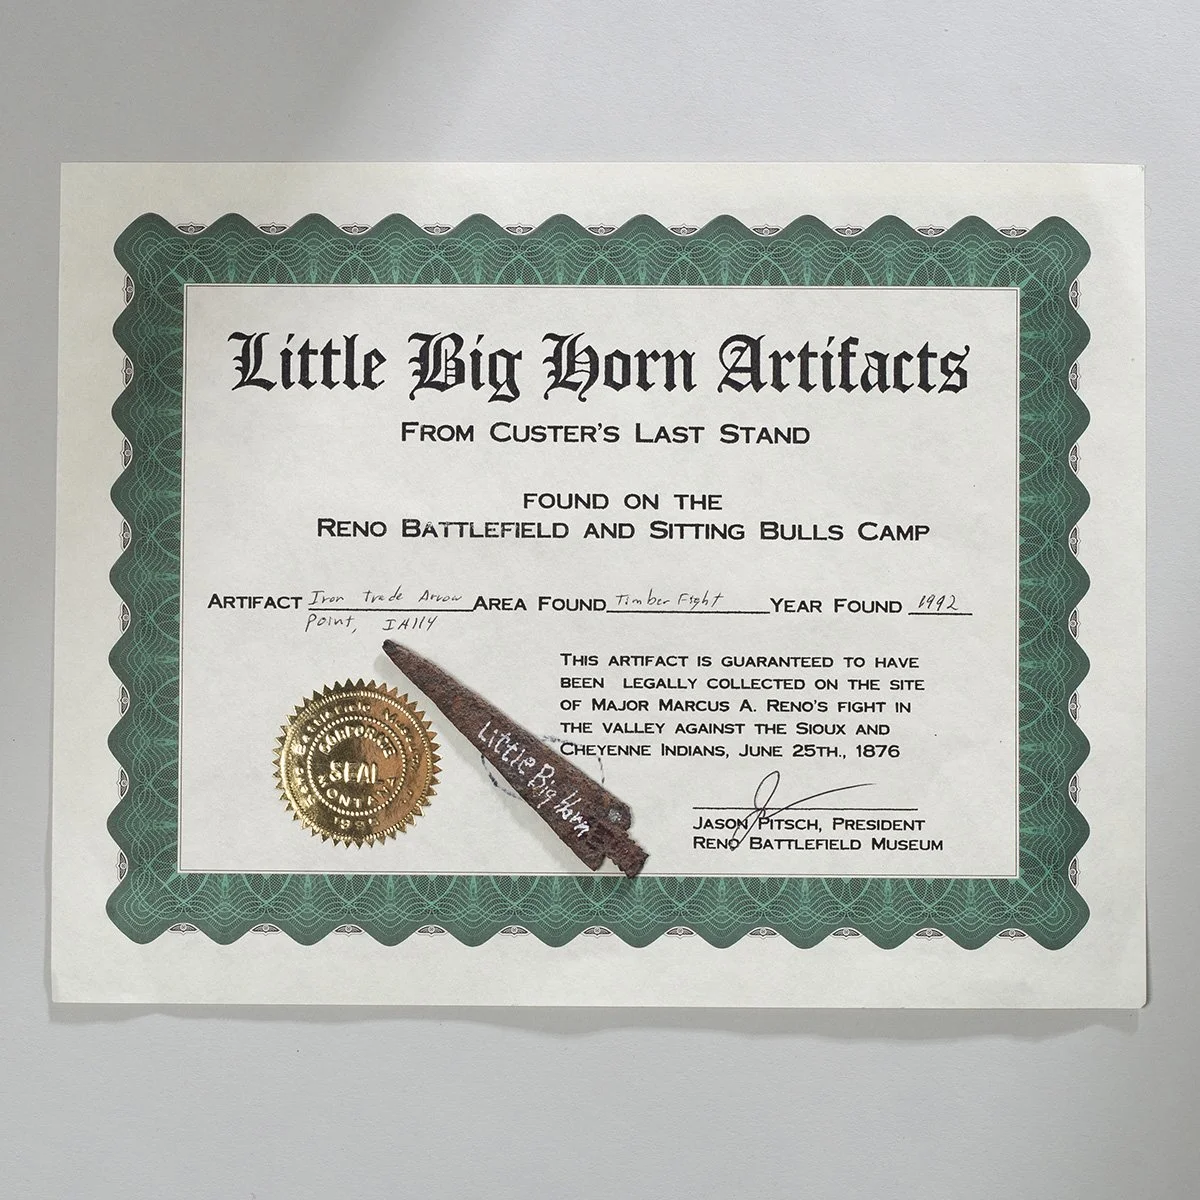 Little Big Horn Artifacts
FROM CUSTER'S LAST STAND
FOUND ON THE
RENO BATTLEFIELD AND SITTING BULLS CAMP
ARTIFACT Iron trade Arrow AREA FOUND Timber Fight YEAR FOUND 1992
Point, IA114
THIS ARTIFACT IS GUARANTEED TO HAVE
BEEN LEGALLY COLLECTED ON THE SITE
OF MAJOR MARCUS A. RENO'S FIGHT IN
THE VALLEY AGAINST THE SIOUX AND
CHEYENNE INDIANS, JUNE 25TH., 1876
SEAL
Little Big Horn
JASON PITSCH, PRESIDENT
RENO BATTLEFIELD MUSEUM